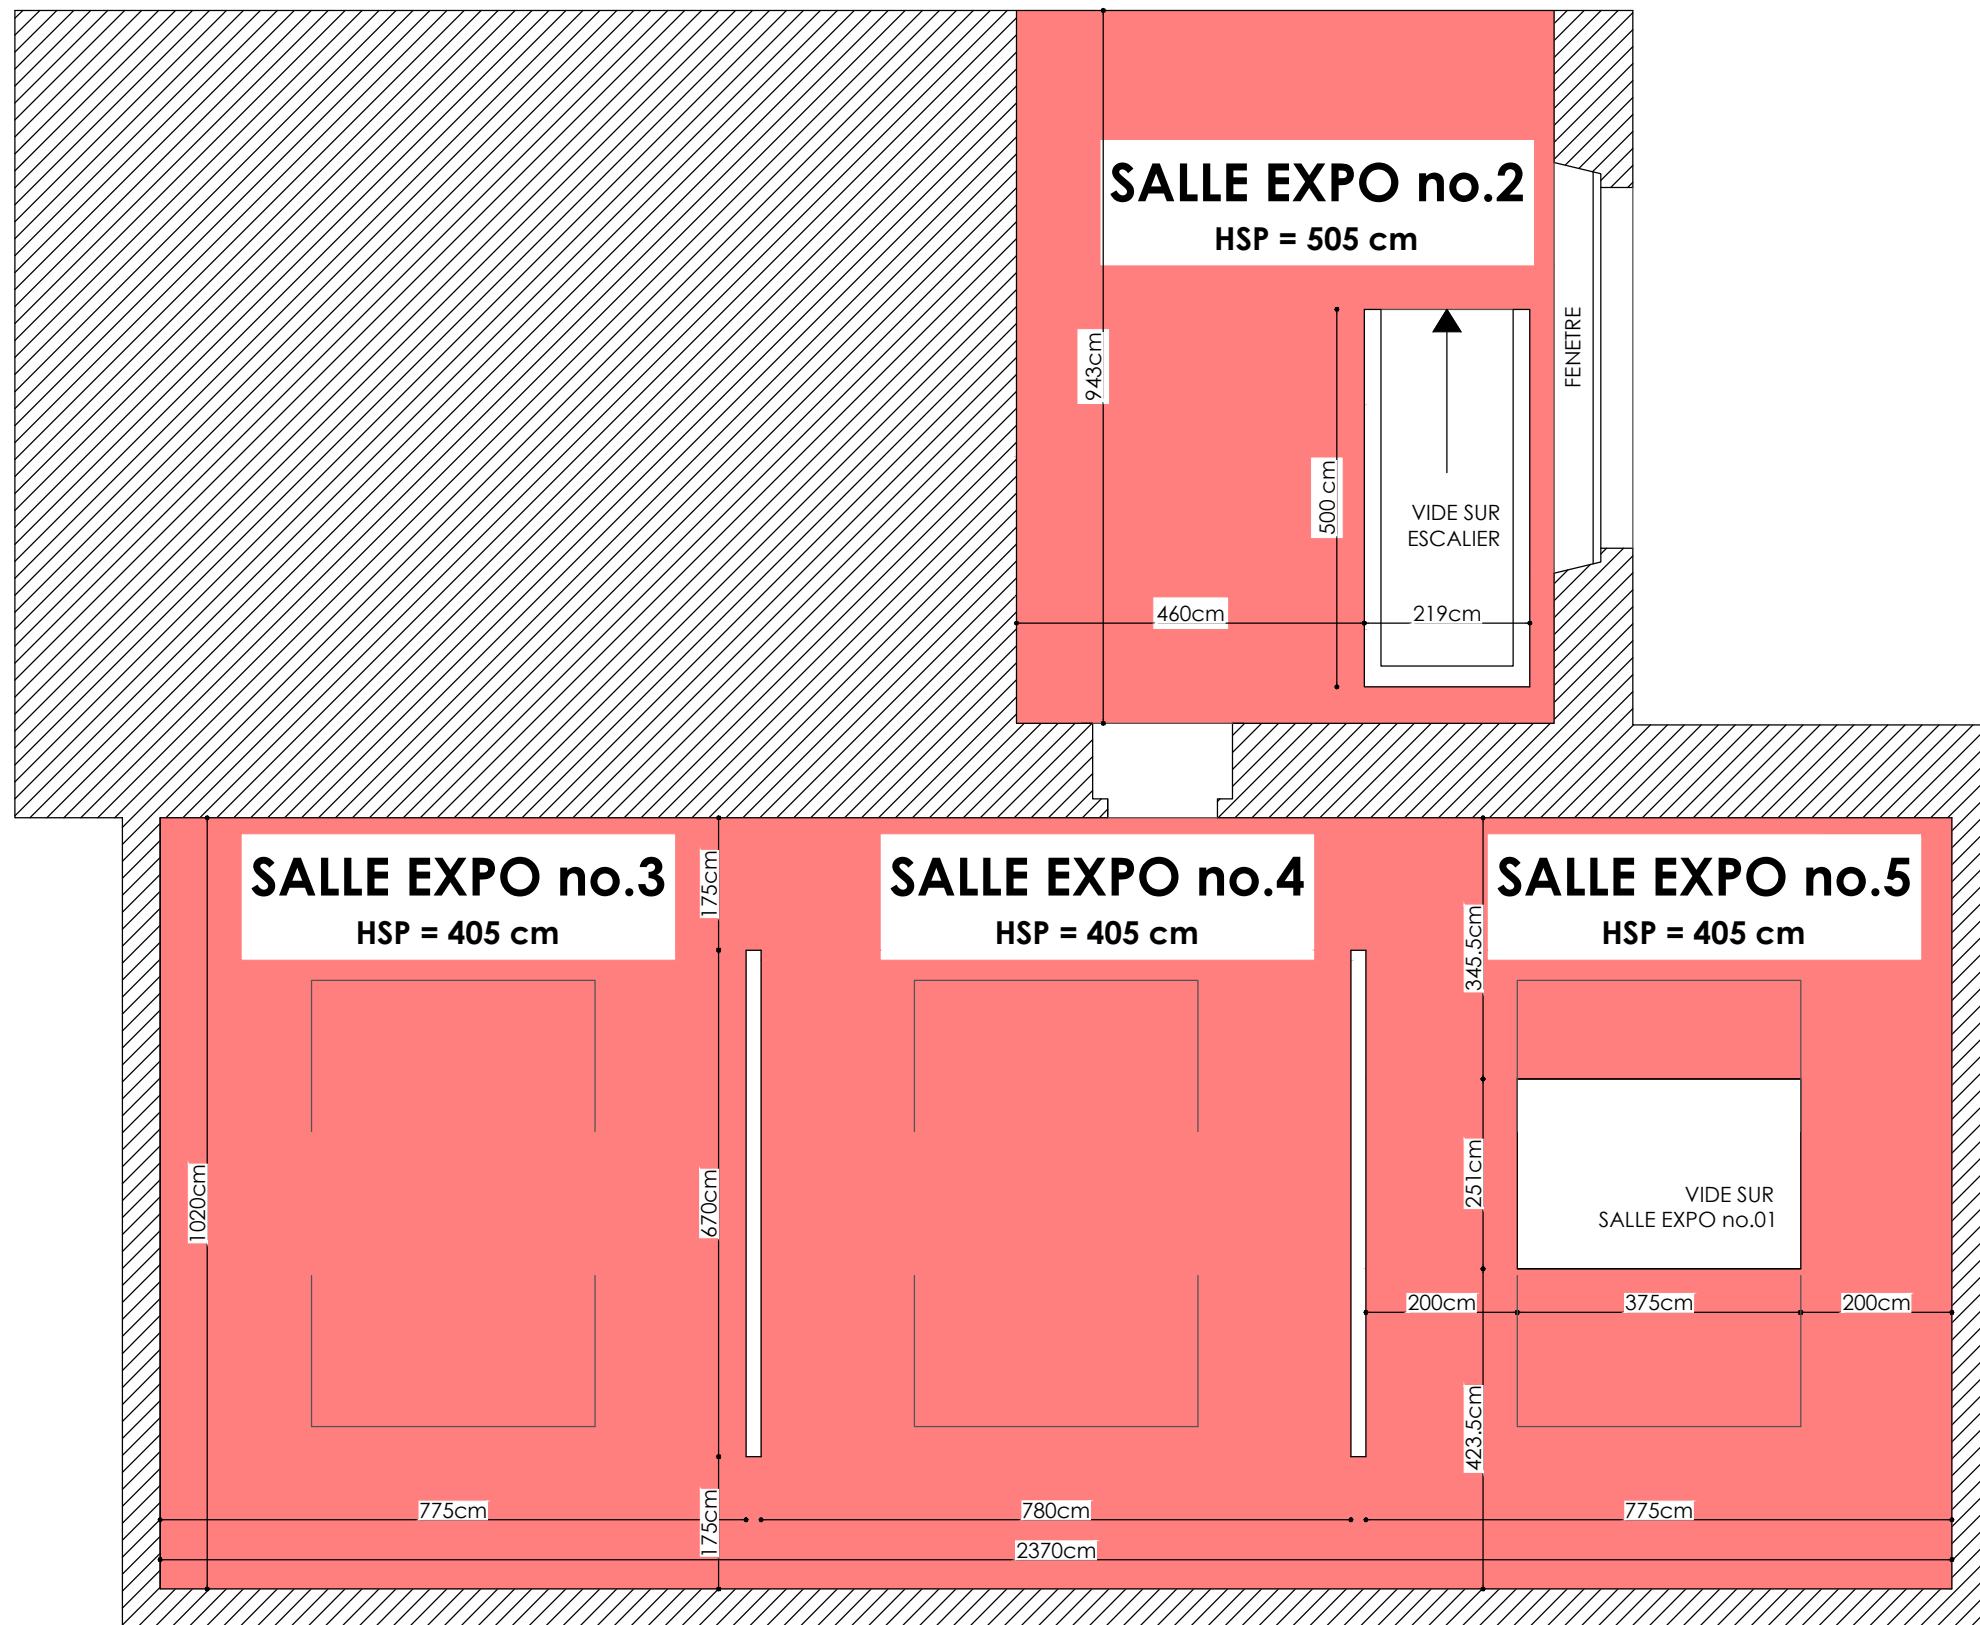 SALLE EXPO no.2
HSP = 505 cm
943cm
FENETRE
500 cm
VIDE SUR
ESCALIER
460cm
219cm
SALLE EXPO no.3
HSP = 405 cm
175cm
SALLE EXPO no.4
HSP = 405 cm
345.5cm
SALLE EXPO no.5
HSP = 405 cm
1020cm
670cm
251cm
VIDE SUR
SALLE EXPO no.01
200cm
375cm
200cm
423.5cm
775cm
175cm
780cm
775cm
2370cm